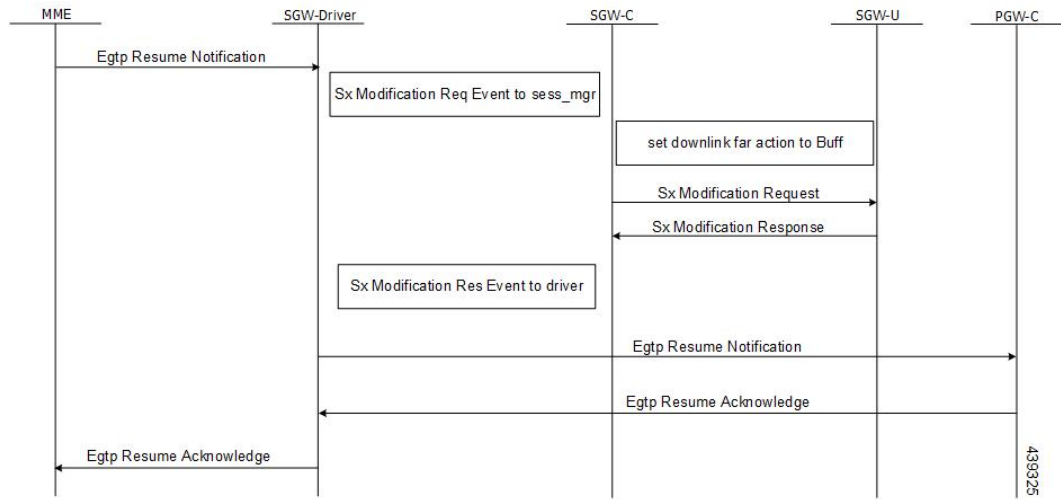 MME
SGW-Driver
SGW-C
SGW-U
PGW-C
Egtp Resume Notification
Sx Modification Req Event to sess_mgr
set downlink far action to Buff
Sx Modification Request
Sx Modification Response
Sx Modification Res Event to driver
Egtp Resume Notification
Egtp Resume Acknowledge
Egtp Resume Acknowledge
439325